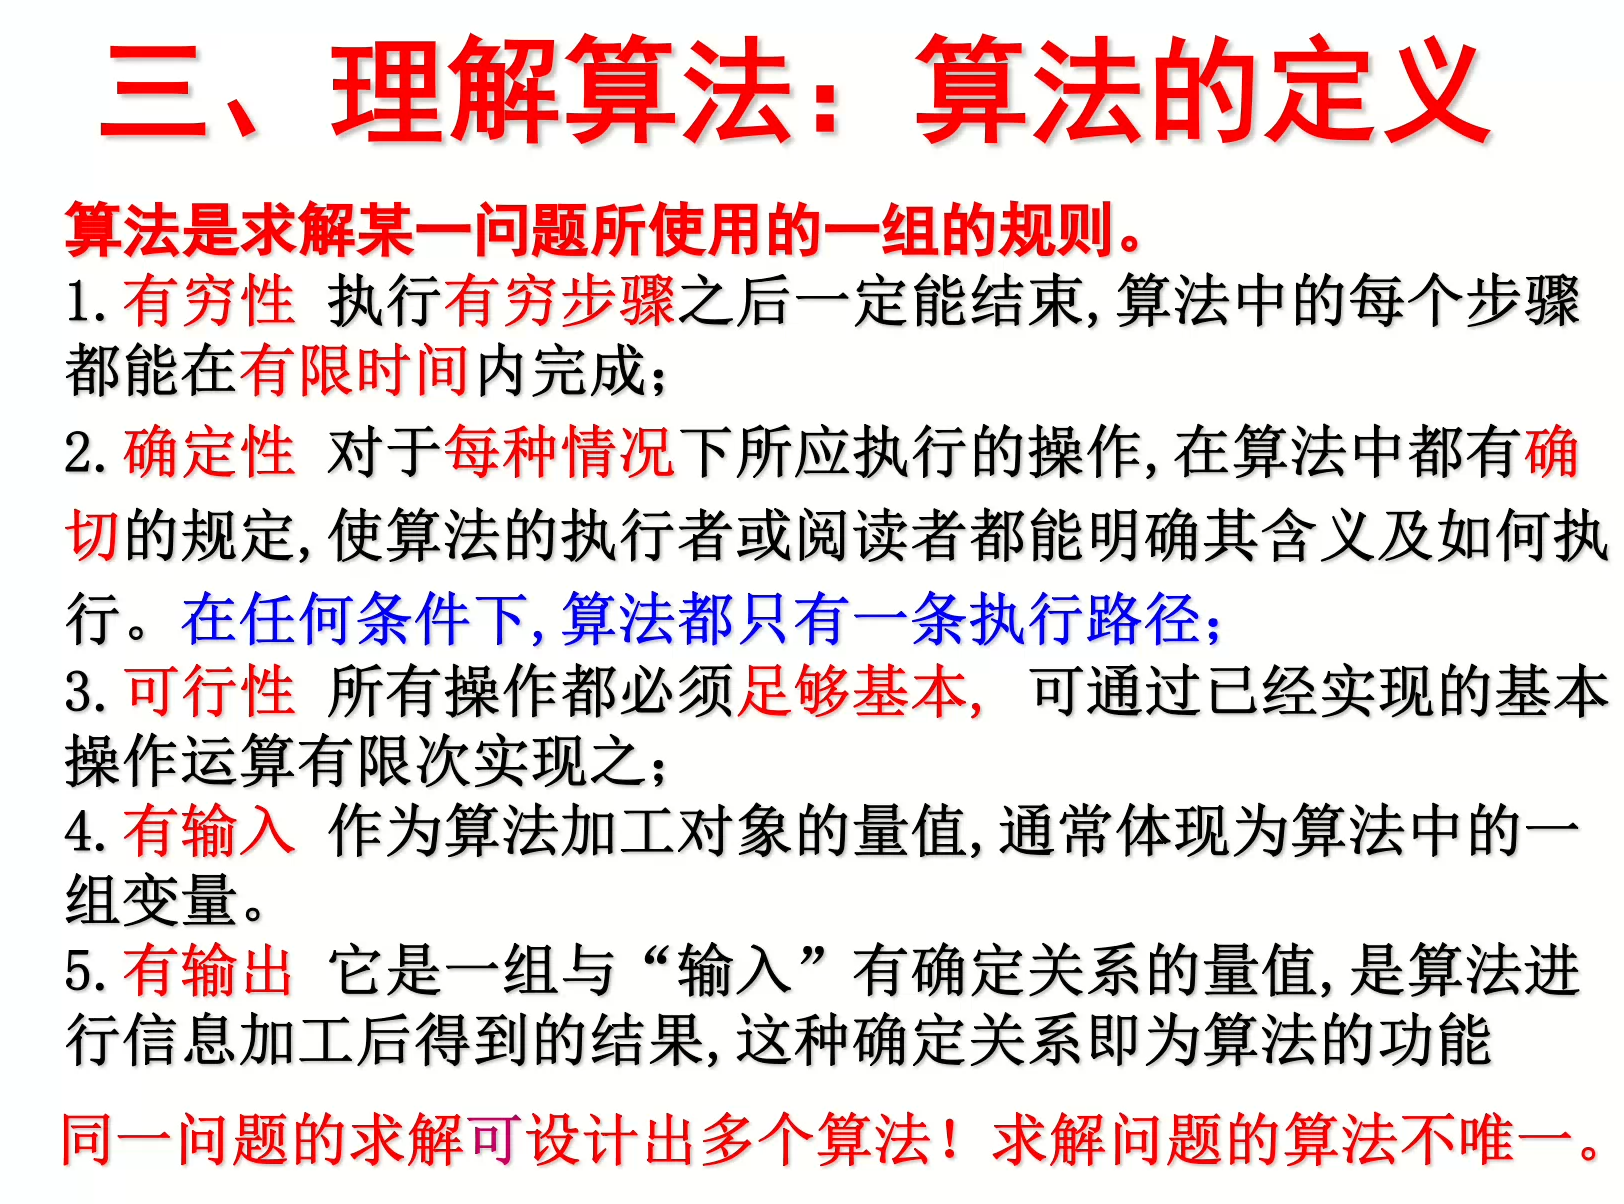 三、理解算法：算法的定义
算法是求解某一问题所使用的一组的规则。
1.有穷性 执行有穷步骤之后一定能结束,算法中的每个步骤
都能在有限时间内完成;
2.确定性 对于每种情况下所应执行的操作,在算法中都有确
切的规定,使算法的执行者或阅读者都能明确其含义及如何执
行。在任何条件下,算法都只有一条执行路径;
3.可行性 所有操作都必须足够基本, 可通过已经实现的基本
操作运算有限次实现之;
4.有输入 作为算法加工对象的量值,通常体现为算法中的一
组变量。
5.有输出 它是一组与“输入”有确定关系的量值,是算法进
行信息加工后得到的结果,这种确定关系即为算法的功能
同一问题的求解可设计出多个算法！求解问题的算法不唯一。